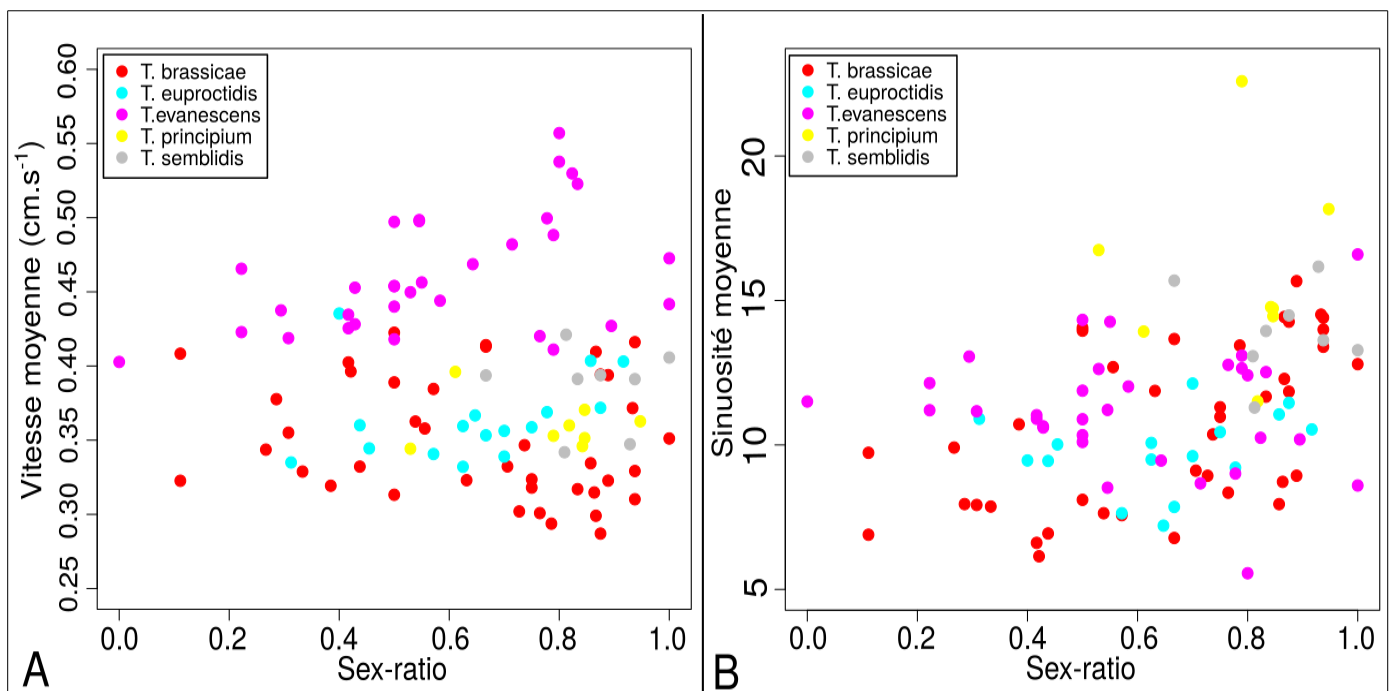 T. brassicae
T. euproctidis
T.evanescens
T. principium
T. semblidis
Vitesse moyenne (cm.s-1)
0.60
0.55
0.50
0.45
0.40
0.35
0.30
0.25
0.0 0.2 0.4 0.6 0.8 1.0
Sex-ratio
A
T. brassicae
T. euproctidis
T.evanescens
T. principium
T. semblidis
Sinuosité moyenne
20
15
10
5
0.0 0.2 0.4 0.6 0.8 1.0
Sex-ratio
B